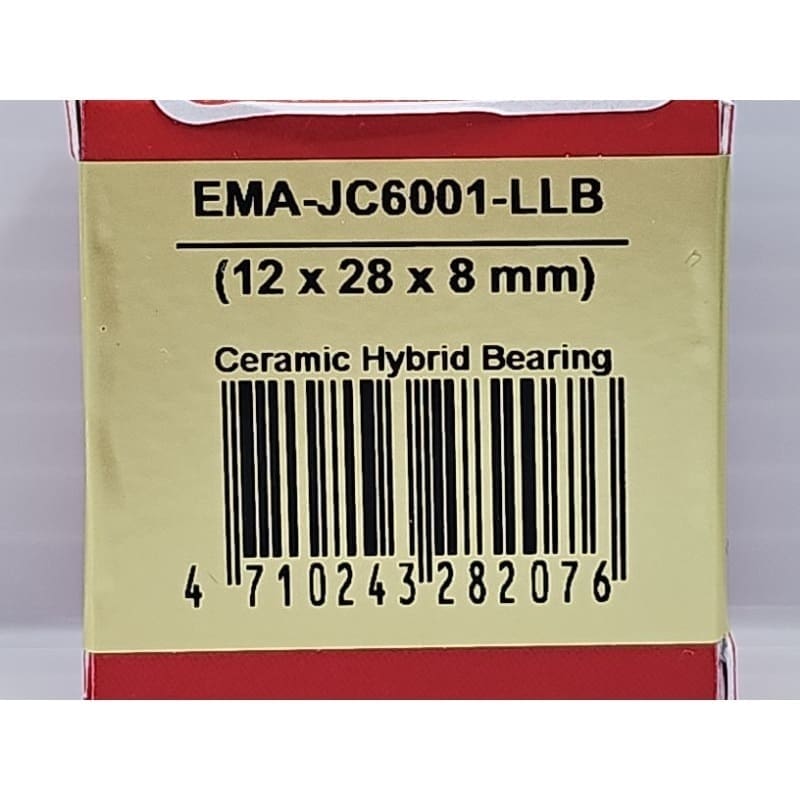 EMA-JC6001-LLB
(12 x 28 x 8 mm)
Ceramic Hybrid Bearing
4 710243 282076